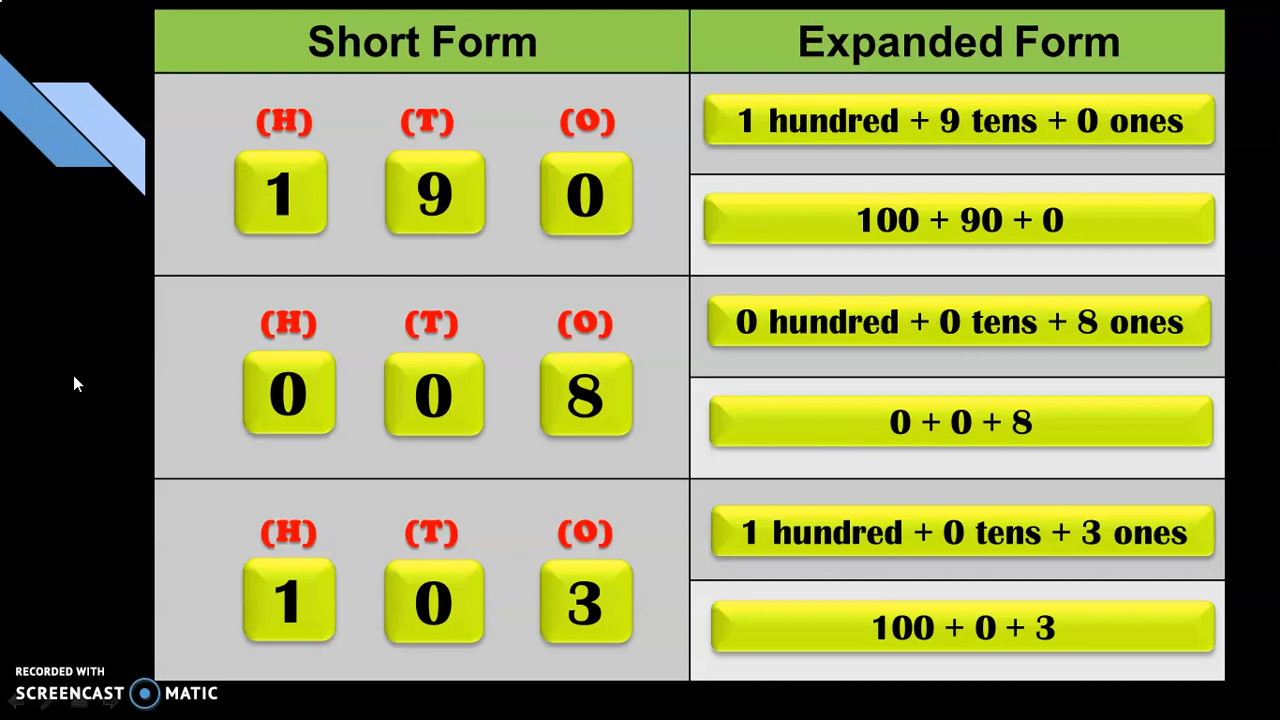 Short Form
Expanded Form
(H) (T) (O)
1 9 0
1 hundred + 9 tens + 0 ones
100 + 90 + 0
(H) (T) (O)
0 0 8
0 hundred + 0 tens + 8 ones
0 + 0 + 8
(H) (T) (O)
1 0 3
1 hundred + 0 tens + 3 ones
100 + 0 + 3
RECORDED WITH
SCREENCAST MATIC